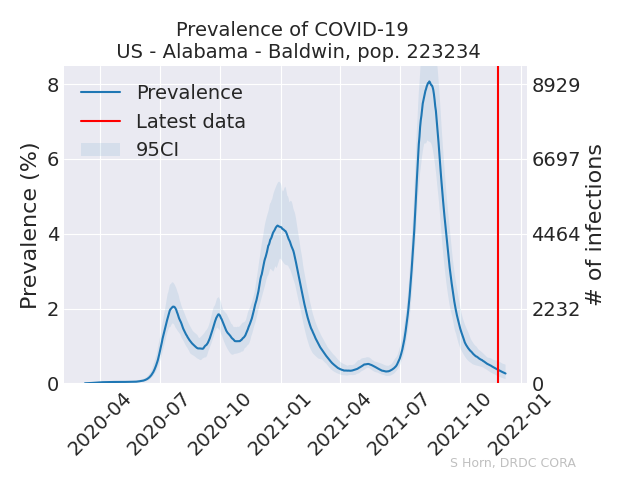 Prevalence of COVID-19
US - Alabama - Baldwin, pop. 223234
Prevalence
Latest data
95CI
Prevalence (%)
8
6
4
2
0
8929
6697
4464
2232
0
# of infections
2020-04
2020-07
2020-10
2021-01
2021-04
2021-07
2021-10
2022-01
S Horn, DRDC CORA